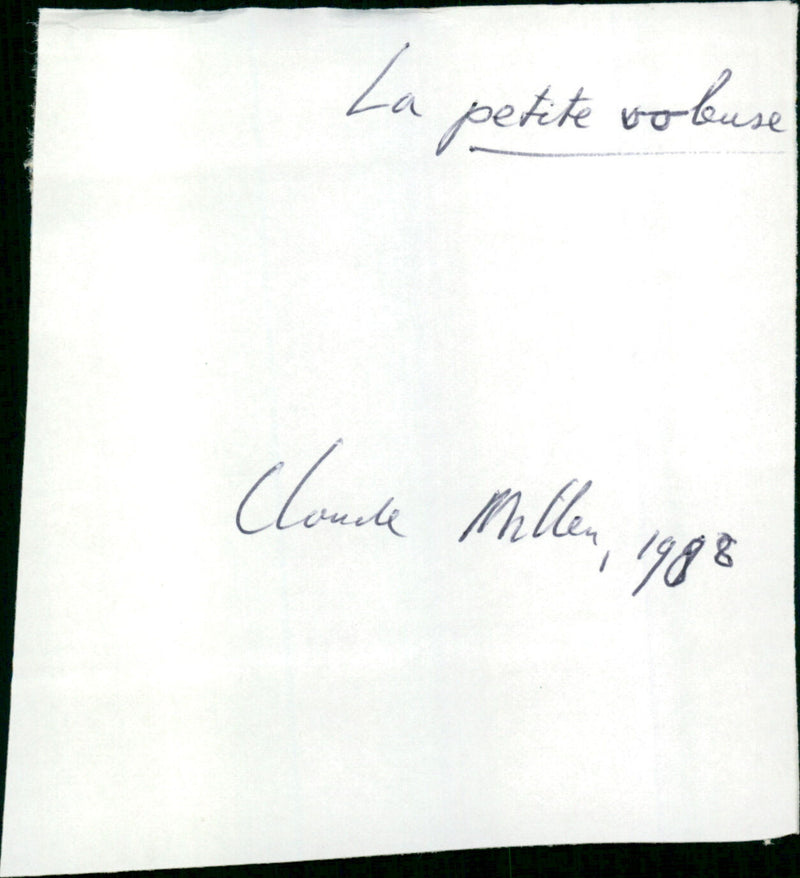 La petite voleuse
Claude Miller, 1988